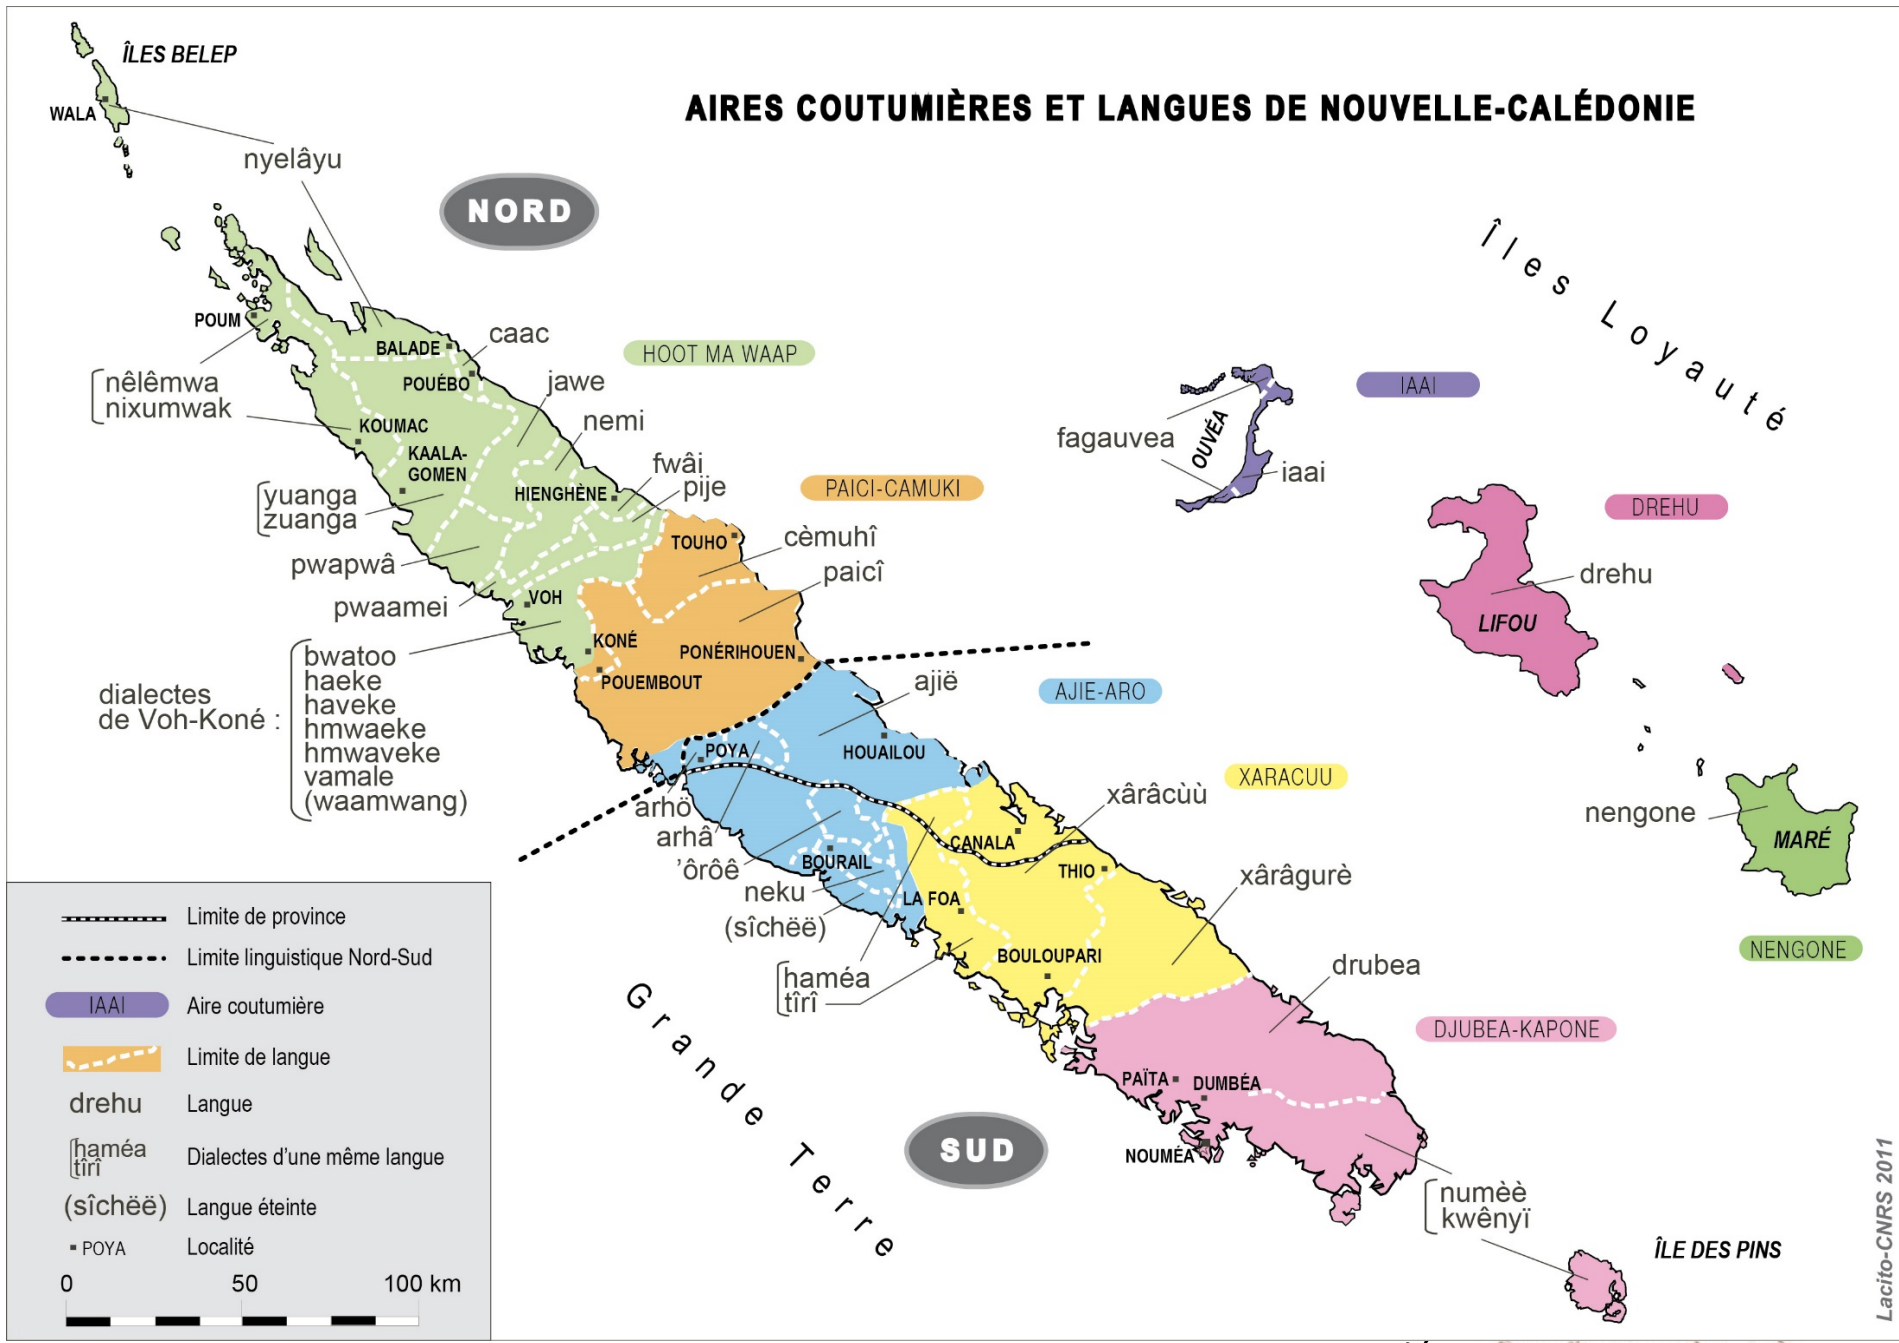 ÎLES BELEP
WALA
AIRES COUTUMIÈRES ET LANGUES DE NOUVELLE-CALÉDONIE
nyelâyu
NORD
Îles Loyauté
POUM
BALADE
caac
HOOT MA WAAP
POUÉBO
jawe
IAAI
nêlêmwa
nixumwak
KOUMAC
nemi
OUVÉA
fagauvea
KAALA-
GOMEN
fwâi
pije
iaai
HIENGHÈNE
PAICI-CAMUKI
yuanga
zuanga
DREHU
TOUHO
cèmuhî
pwapwâ
paicî
drehu
pwaamei
VOH
LIFOU
KONÉ
PONÉRIHOUEN
POUEMBOUT
dialectes
de Voh-Koné :
bwatoo
haeke
haveke
hmwaeke
hmwaveke
vamale
(waamwang)
ajië
AJIE-ARO
POYA
HOUAILOU
XARACUU
arhö
arhâ
xârâcùù
nengone
MARÉ
CANALA
'ôrôê
BOURAIL
THIO
neku
xârâgurè
(sîchëë)
LA FOA
NENGONE
BOULOUPARI
haméa
tîrî
drubea
Grande Terre
DJUBEA-KAPONE
PAÏTA
DUMBÉA
SUD
NOUMÉA
numèè
kwênyï
ÎLE DES PINS
Limite de province
Limite linguistique Nord-Sud
IAAI
Aire coutumière
Limite de langue
drehu
Langue
haméa
tîrî
Dialectes d'une même langue
(sîchëë)
Langue éteinte
POYA
Localité
0 50 100 km
Lacito-CNRS 2011